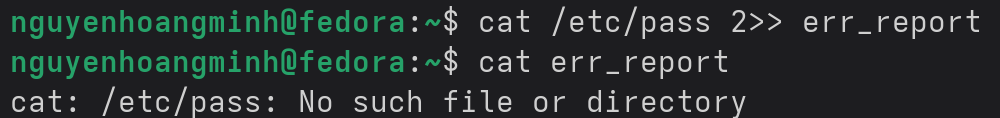 nguyenhoangminh@fedora:~$ cat /etc/pass 2>> err_report
nguyenhoangminh@fedora:~$ cat err_report
cat: /etc/pass: No such file or directory